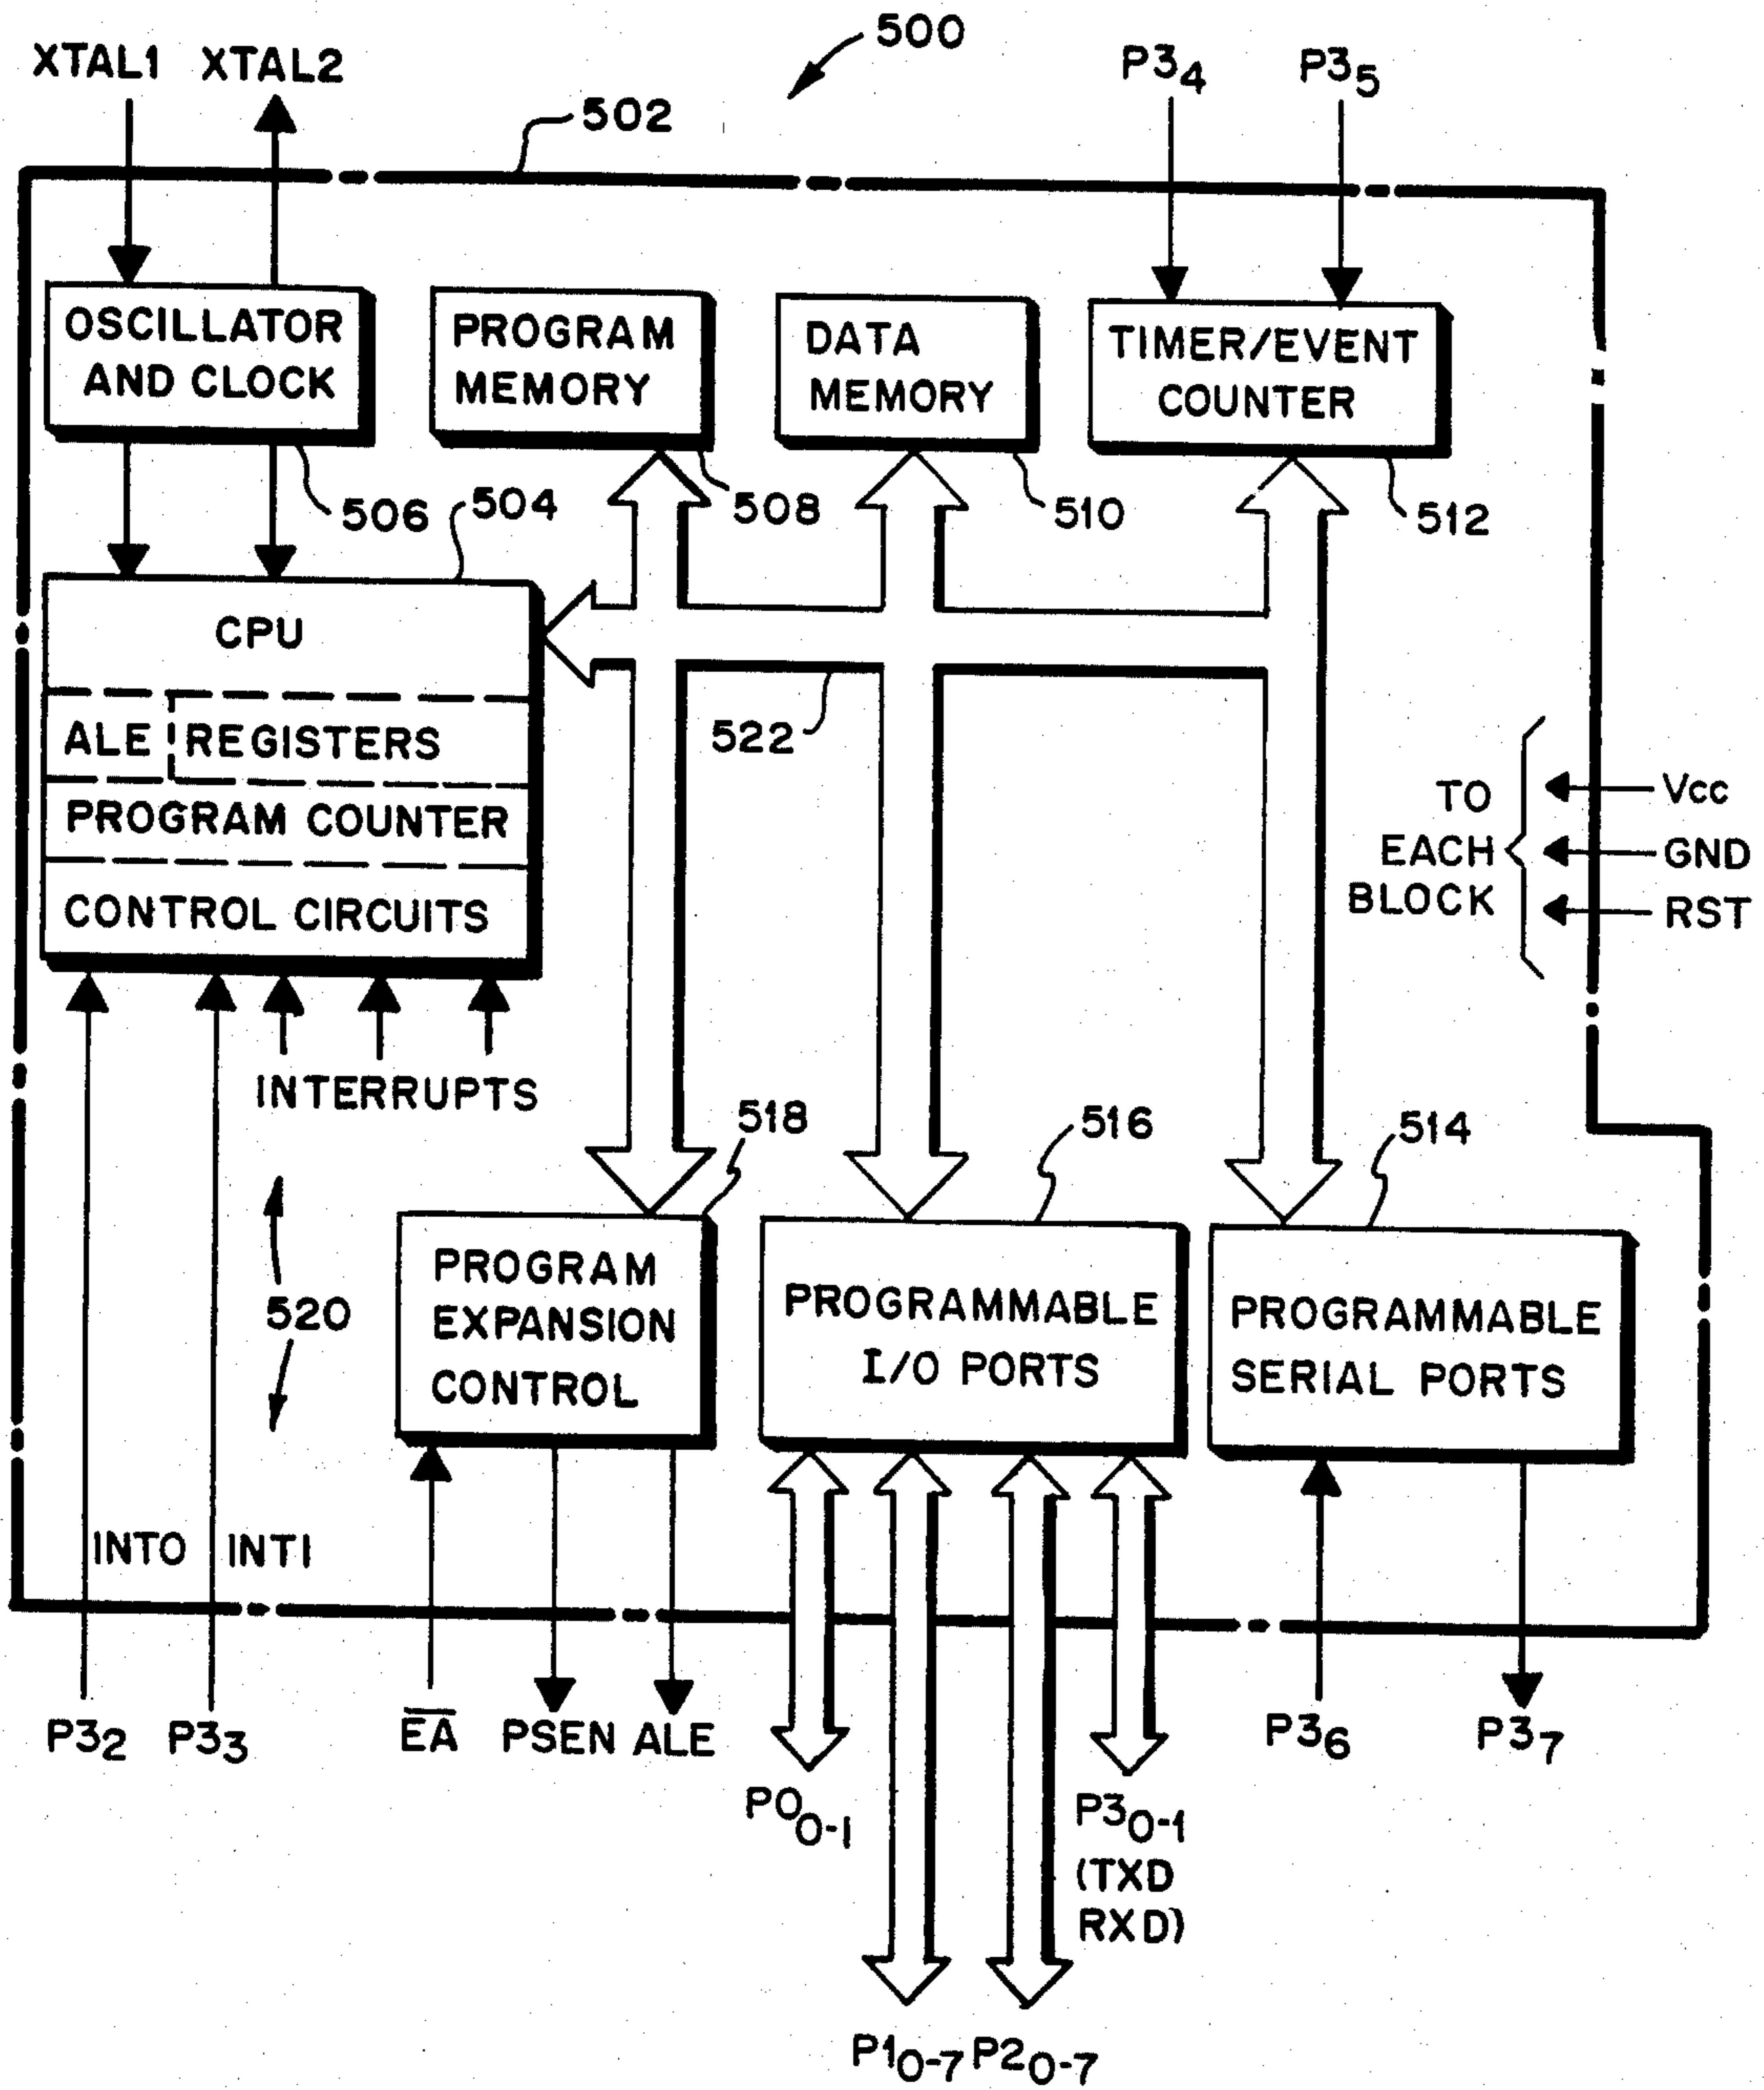 500
XTAL1 XTAL2
P3₄ P3₅
502
OSCILLATOR
AND CLOCK
PROGRAM
MEMORY
DATA
MEMORY
TIMER/EVENT
COUNTER
506
504
508
510
512
CPU
ALE REGISTERS
PROGRAM COUNTER
CONTROL CIRCUITS
522
TO
EACH
BLOCK
Vcc
GND
RST
INTERRUPTS
518
516
514
520
PROGRAM
EXPANSION
CONTROL
PROGRAMMABLE
I/O PORTS
PROGRAMMABLE
SERIAL PORTS
INTO INTI
P3₂ P3₃
E̅A̅ PSEN ALE
P3₆ P3₇
P0₀₋₁
P3₀₋₁
(TXD
RXD)
P1₀₋₇ P2₀₋₇